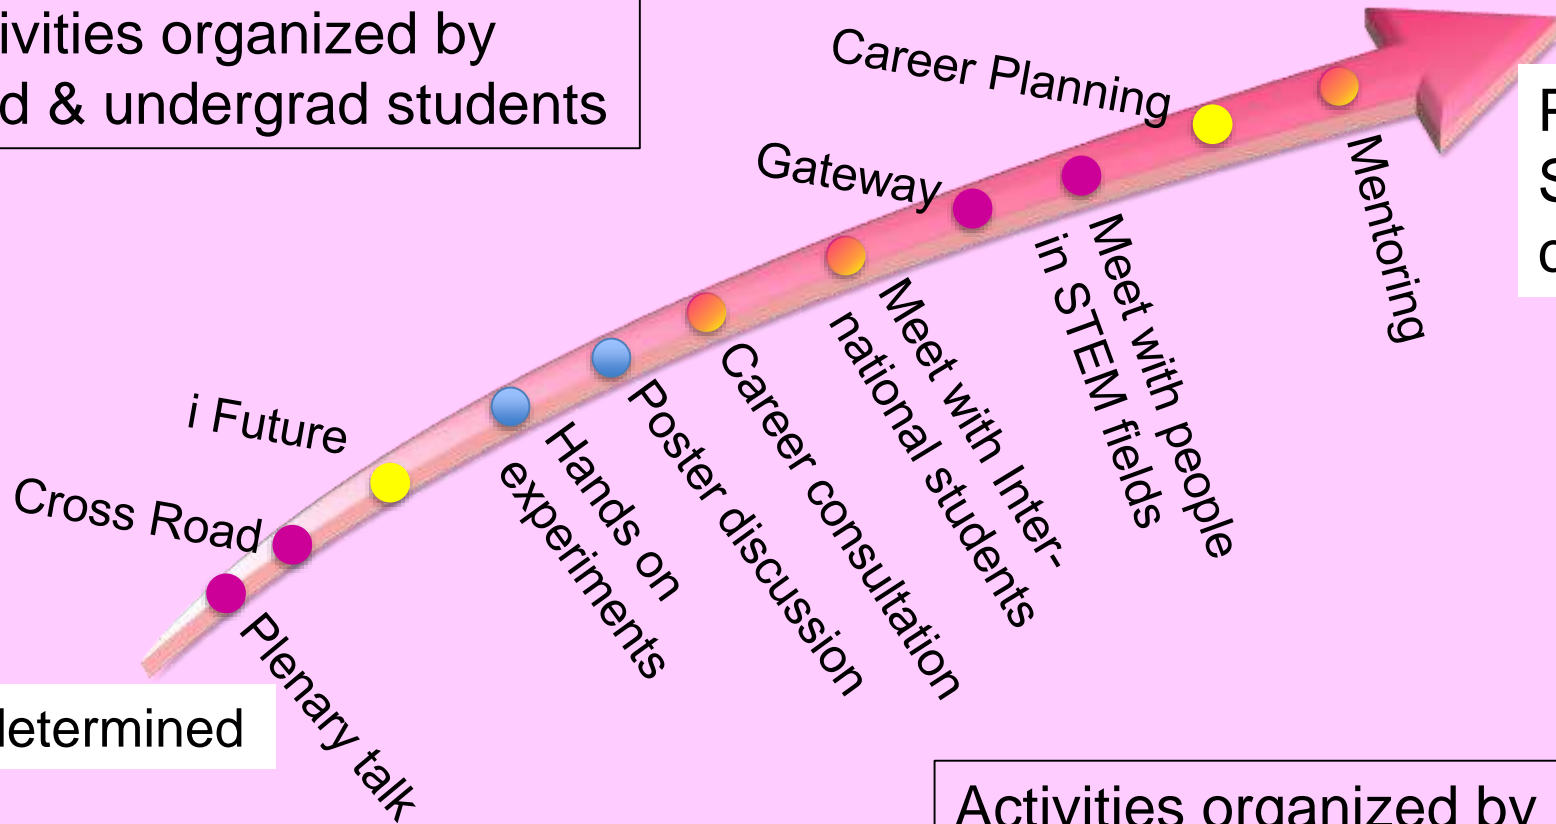 ivities organized by
d & undergrad students
Career Planning
Gateway
i Future
Cross Road
Mentoring
Meet with people
in STEM fields
Meet with Inter-
national students
Career consultation
Poster discussion
Hands on
experiments
Plenary talk
letermined
Activities organized by